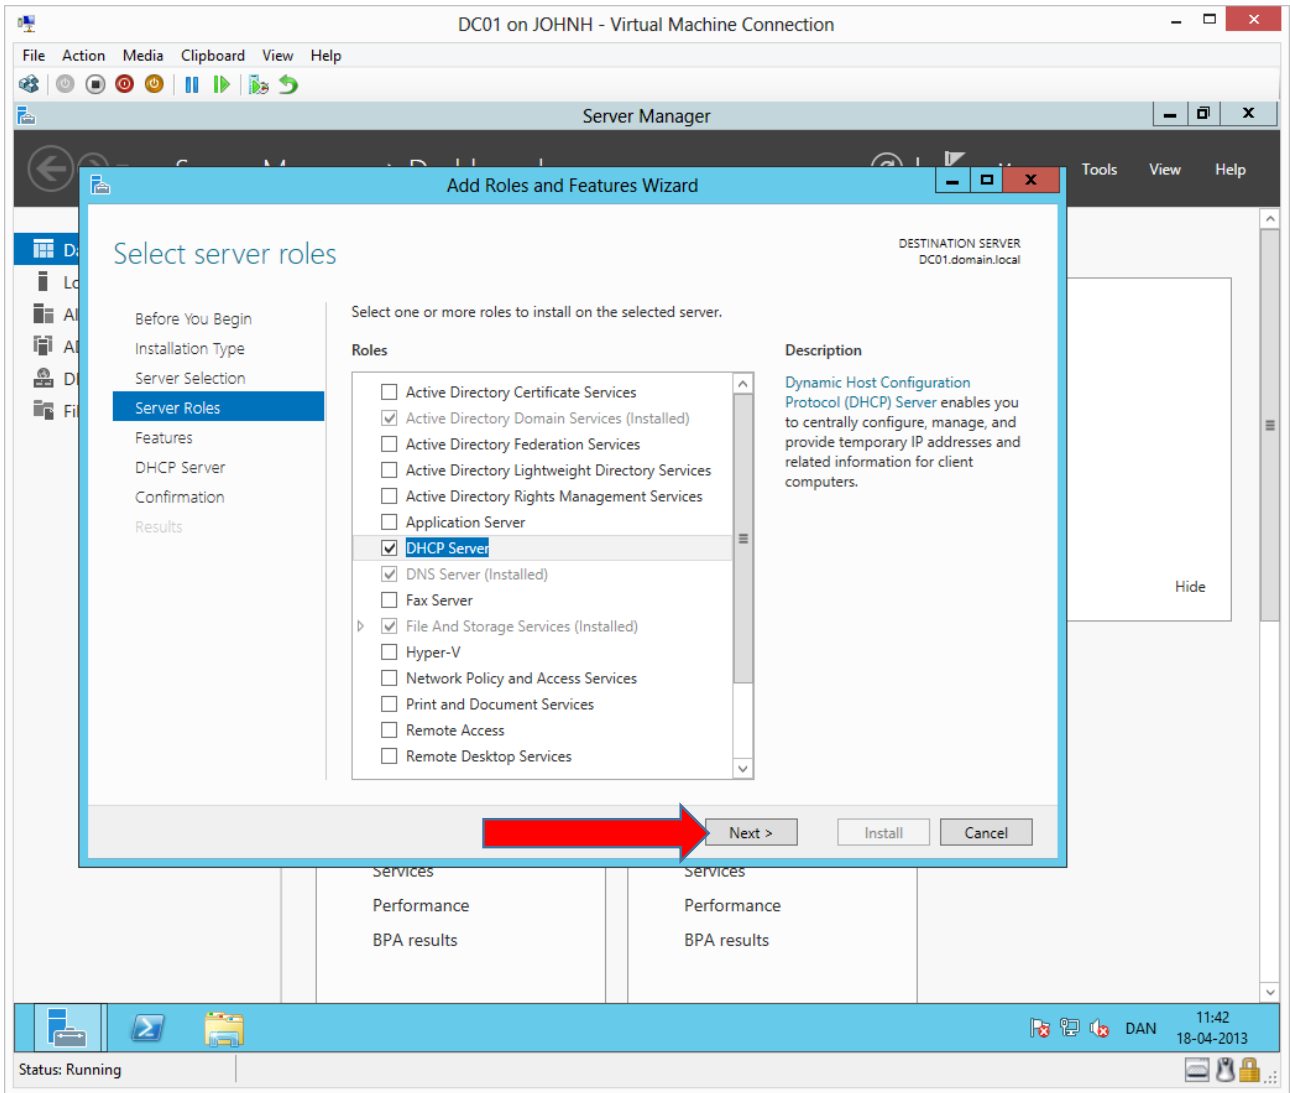 DC01 on JOHNH - Virtual Machine Connection
File Action Media Clipboard View Help
Server Manager
Tools View Help
Add Roles and Features Wizard
Select server roles
DESTINATION SERVER
DC01.domain.local
Before You Begin
Installation Type
Server Selection
Server Roles
Features
DHCP Server
Confirmation
Results
Select one or more roles to install on the selected server.
Roles
Active Directory Certificate Services
Active Directory Domain Services (Installed)
Active Directory Federation Services
Active Directory Lightweight Directory Services
Active Directory Rights Management Services
Application Server
DHCP Server
DNS Server (Installed)
Fax Server
File And Storage Services (Installed)
Hyper-V
Network Policy and Access Services
Print and Document Services
Remote Access
Remote Desktop Services
Description
Dynamic Host Configuration
Protocol (DHCP) Server enables you
to centrally configure, manage, and
provide temporary IP addresses and
related information for client
computers.
Hide
Next >
Install
Cancel
Services
Performance
BPA results
Services
Performance
BPA results
DAN
11:42
18-04-2013
Status: Running